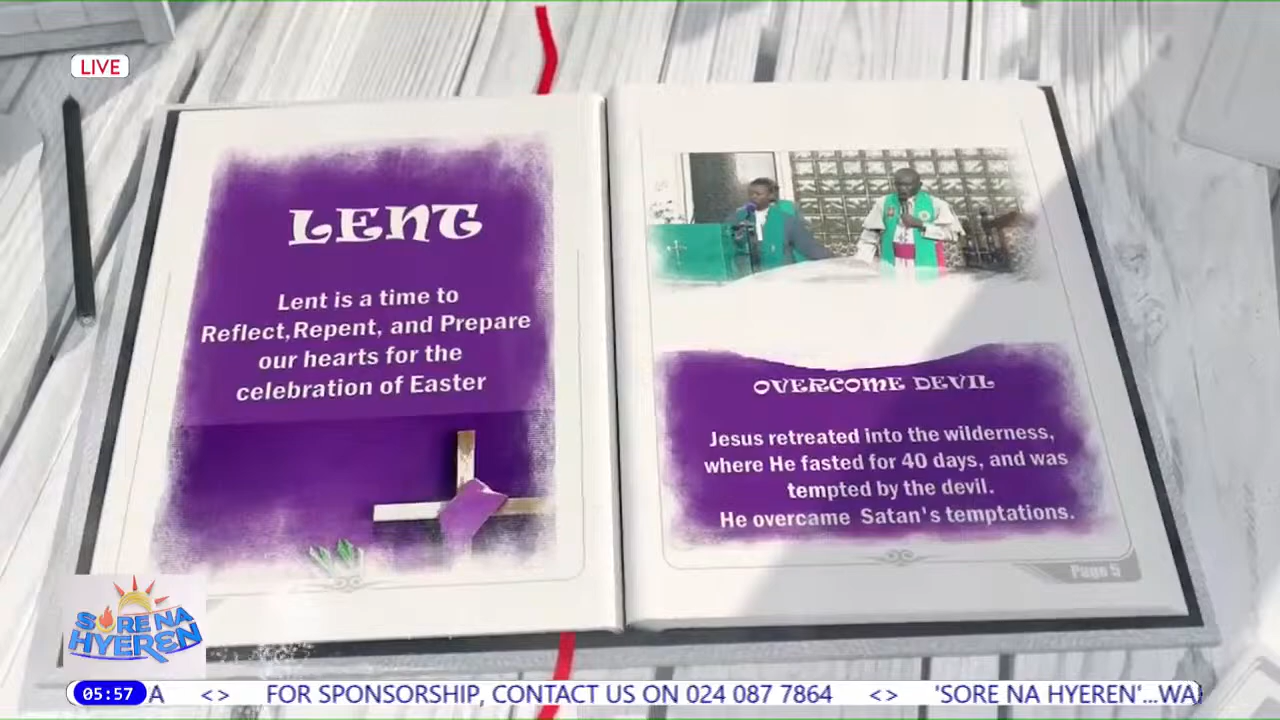 LIVE
LENT
Lent is a time to
Reflect,Repent, and Prepare
our hearts for the
celebration of Easter
OVERCOME DEVIL
Jesus retreated into the wilderness,
where He fasted for 40 days, and was
tempted by the devil.
He overcame Satan's temptations.
Page 5
SORE NA
HYEREN
05:57 A <> FOR SPONSORSHIP, CONTACT US ON 024 087 7864 <> 'SORE NA HYEREN'...WA